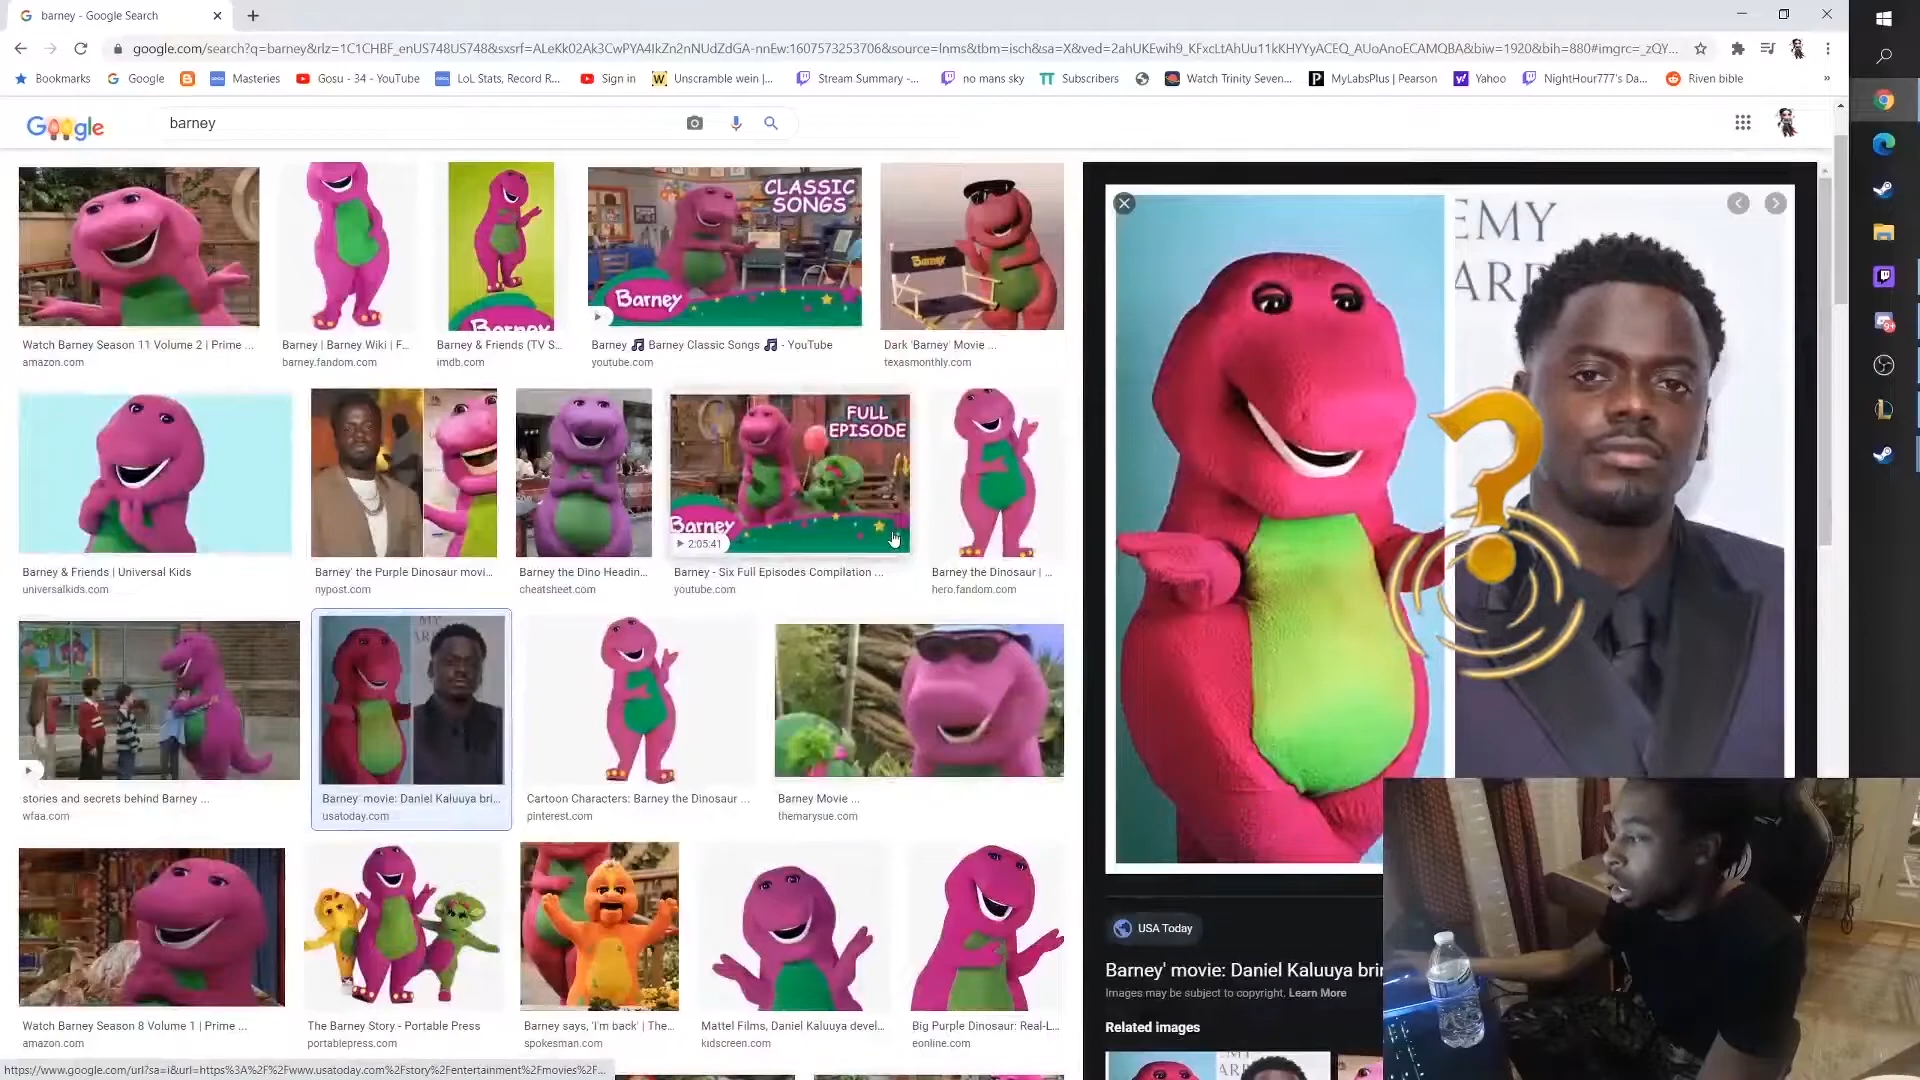 barney - Google Search
google.com/search?q=barney&rlz=1C1CHBF_enUS748US748&sxsrf=ALeKk02Ak3CwPYA4IkZn2nNUdZdGA-nnEw:1607573253706&source=lnms&tbm=isch&sa=X&ved=2ahUKEwih9_KFxcLtAhUu11kKHYyACEQ_AUoAnoECAMQBA&biw=1920&bih=880#imgrc=_zQY...
Bookmarks Google Masteries Gosu - 34 - YouTube LoL Stats, Record R... Sign in Unscramble wein |... Stream Summary -... no mans sky Subscribers Watch Trinity Seven... MyLabsPlus | Pearson Yahoo NightHour777's Da... Riven bible »
Google
barney
CLASSIC
SONGS
Barney
Barney
Barney
Watch Barney Season 11 Volume 2 | Prime ...
amazon.com
Barney | Barney Wiki | F...
barney.fandom.com
Barney & Friends (TV S...
imdb.com
Barney 🎵 Barney Classic Songs 🎵 - YouTube
youtube.com
Dark 'Barney' Movie ...
texasmonthly.com
FULL
EPISODE
Barney
2:05:41
Barney & Friends | Universal Kids
universalkids.com
Barney' the Purple Dinosaur movi...
nypost.com
Barney the Dino Headin...
cheatsheet.com
Barney - Six Full Episodes Compilation ...
youtube.com
Barney the Dinosaur | ...
hero.fandom.com
stories and secrets behind Barney ...
wfaa.com
Barney' movie: Daniel Kaluuya bri...
usatoday.com
Cartoon Characters: Barney the Dinosaur ...
pinterest.com
Barney Movie ...
themarysue.com
Watch Barney Season 8 Volume 1 | Prime ...
amazon.com
The Barney Story - Portable Press
portablepress.com
Barney says, 'I'm back' | The...
spokesman.com
Mattel Films, Daniel Kaluuya devel...
kidscreen.com
Big Purple Dinosaur: Real-L...
eonline.com
EMY
ARD
?
USA Today
Barney' movie: Daniel Kaluuya bri
Images may be subject to copyright. Learn More
Related images
https://www.google.com/url?sa=i&url=https%3A%2F%2Fwww.usatoday.com%2Fstory%2Fentertainment%2Fmovies%2F...